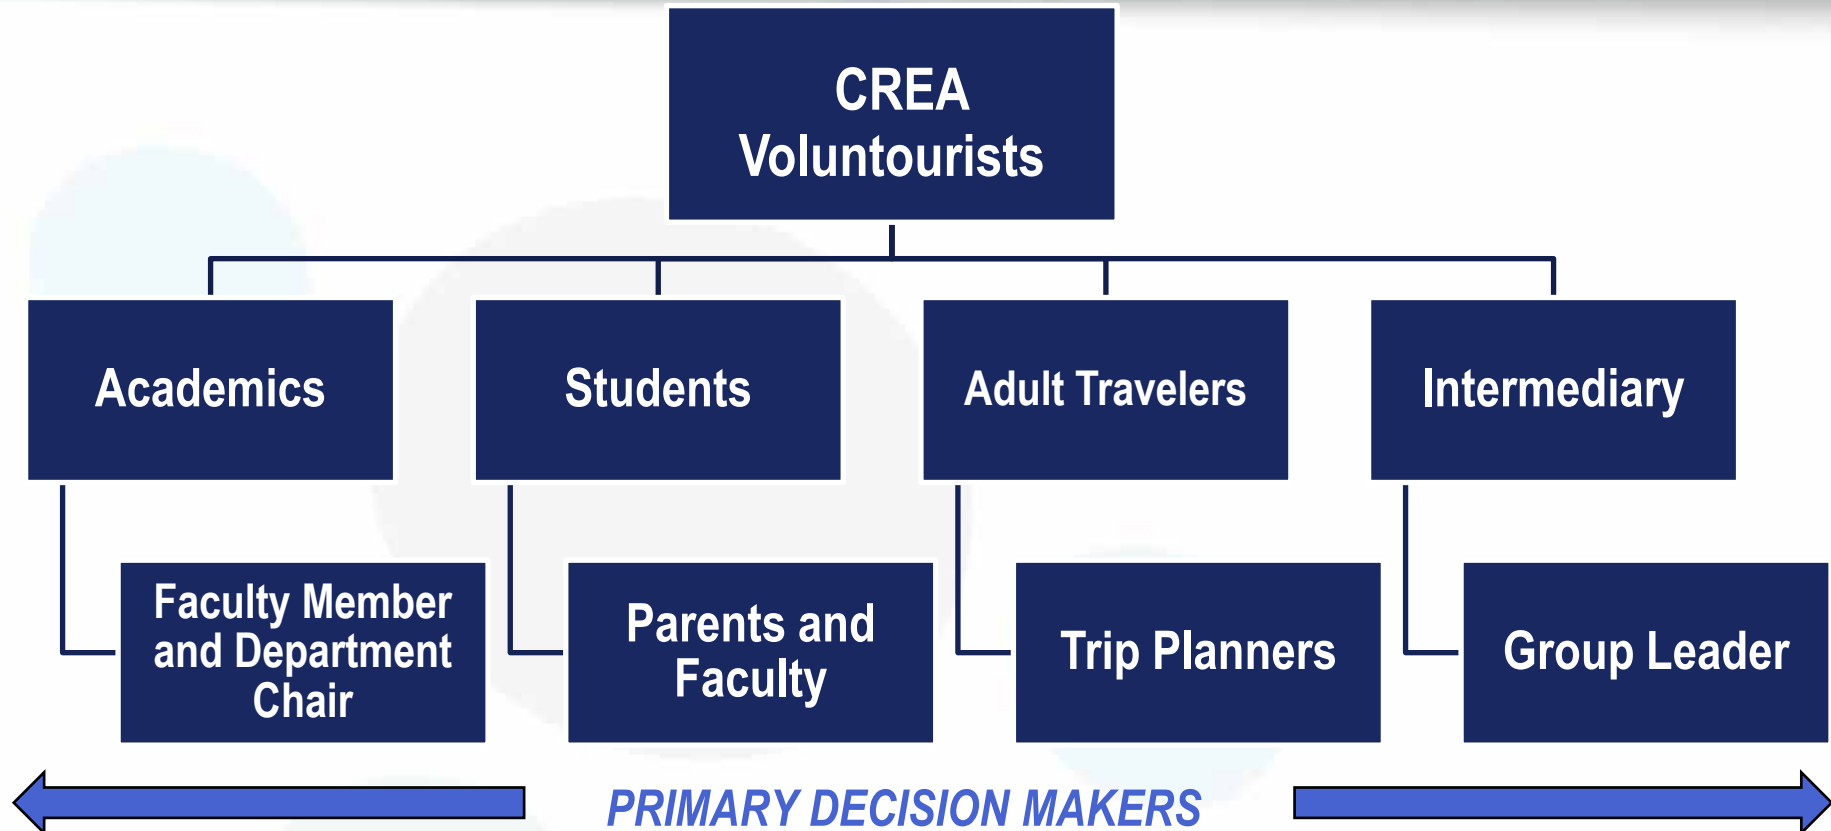 CREA
Voluntourists
Academics
Students
Adult Travelers
Intermediary
Faculty Member
and Department
Chair
Parents and
Faculty
Trip Planners
Group Leader
PRIMARY DECISION MAKERS